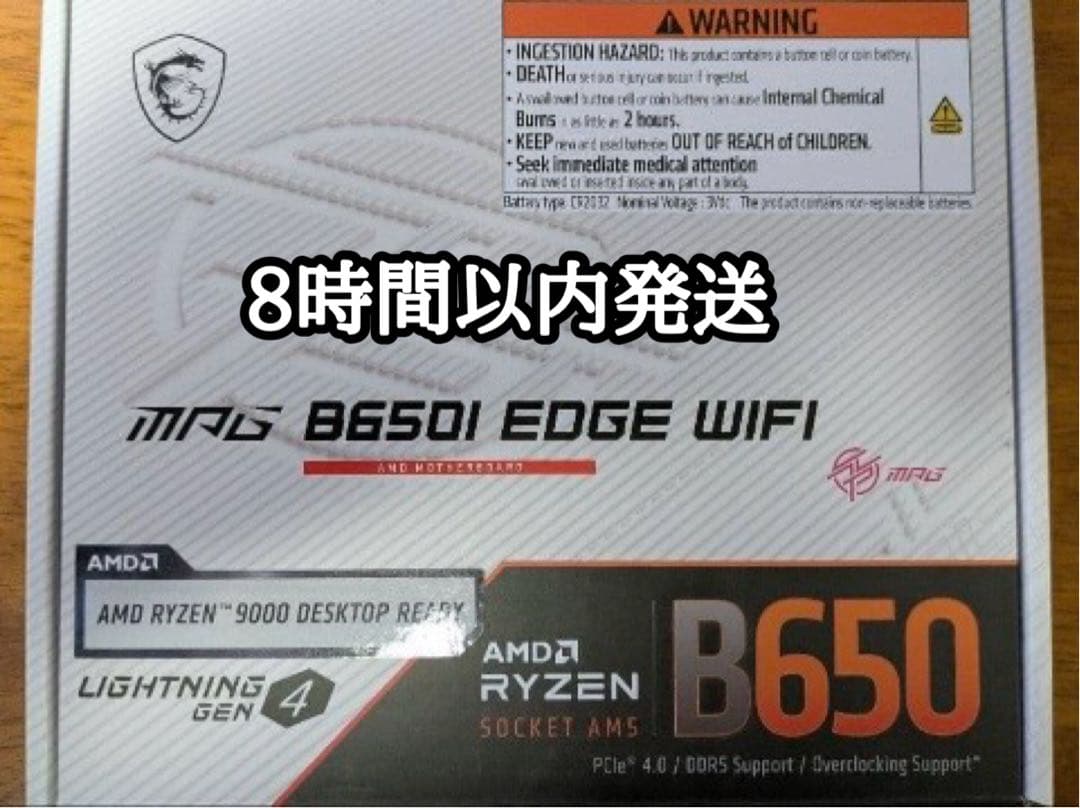 WARNING
• INGESTION HAZARD: This product contains a button cell or coin battery.
• DEATH or serious injury can occur if ingested.
• A swallowed button cell or coin battery can cause Internal Chemical
Burns in as little as 2 hours.
• KEEP new and used batteries OUT OF REACH of CHILDREN.
• Seek immediate medical attention
swallowed or inserted inside any part of a body.
Battery type: CR2032 Nominal Voltage : 3Vdc The product contains non-replaceable batteries.
8時間以内発送
MPG B650I EDGE WIFI
AMD MOTHERBOARD
MPG
AMD
AMD RYZEN™ 9000 DESKTOP READY
LIGHTNING
GEN 4
AMD
RYZEN
SOCKET AM5
B650
PCIe® 4.0 / DDR5 Support / Overclocking Support*